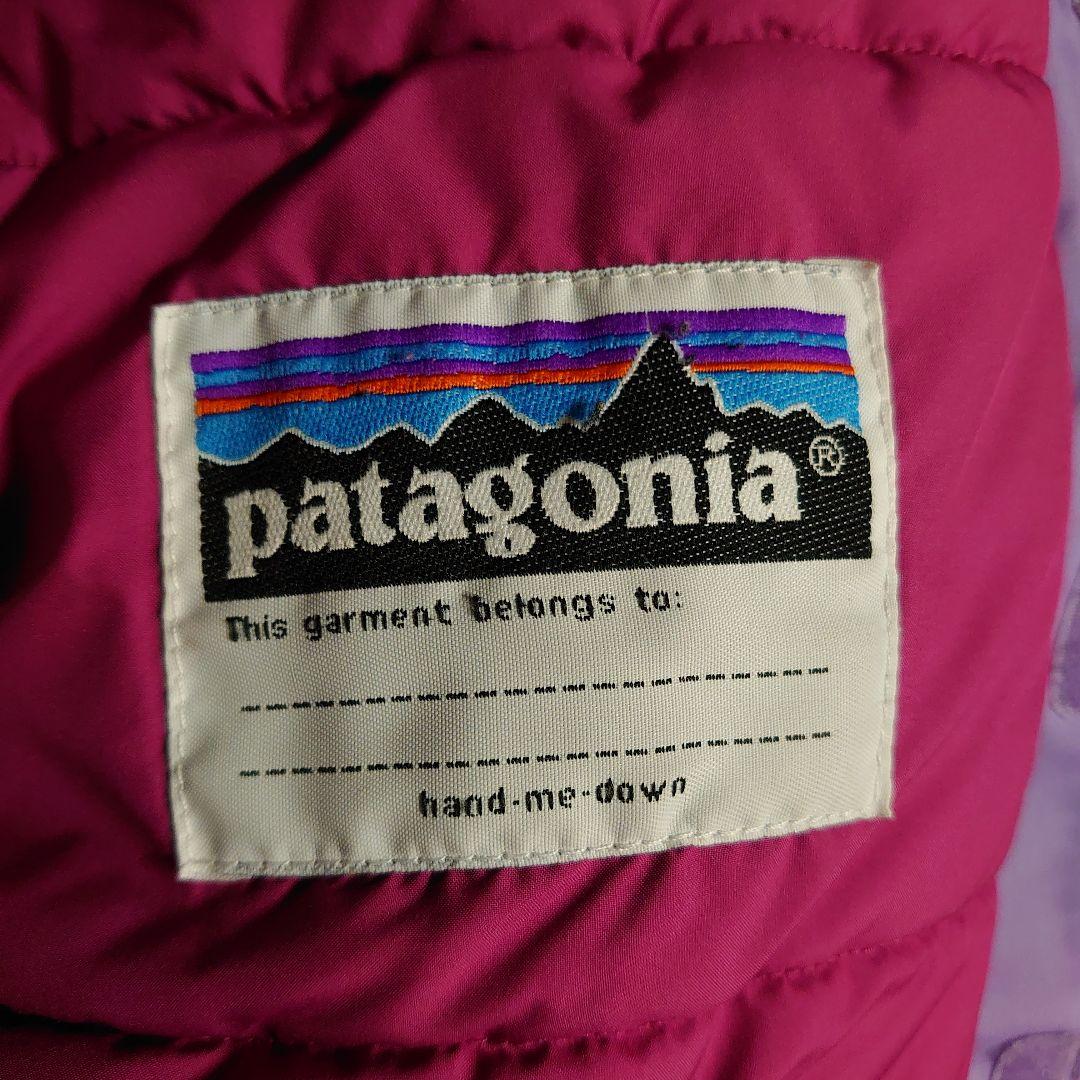 patagonia®
This garment belongs to:
hand-me-down